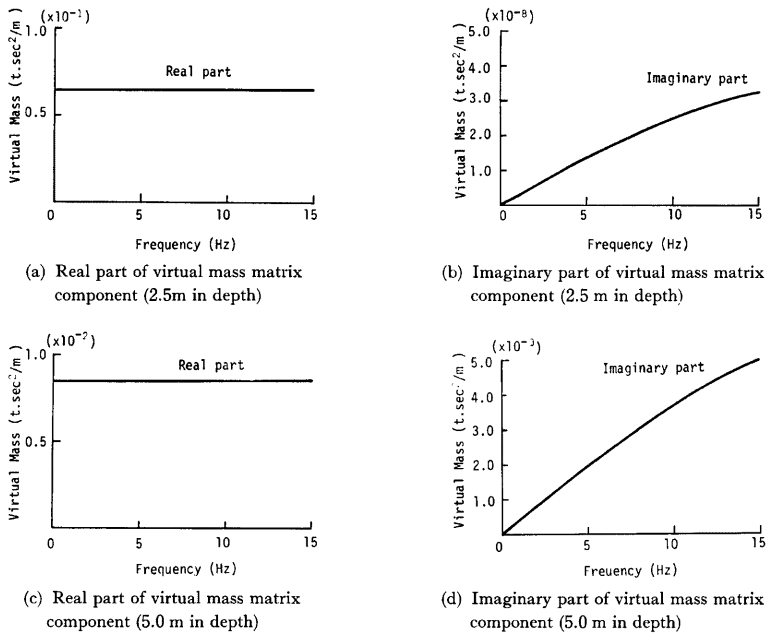 (x10⁻¹)
Virtual Mass (t.sec²/m)
1.0
0.5
Real part
0 5 10 15
Frequency (Hz)
(a) Real part of virtual mass matrix
component (2.5m in depth)
(x10⁻⁸)
Virtual Mass (t.sec²/m)
5.0
4.0
3.0
2.0
1.0
Imaginary part
0 5 10 15
Frequency (Hz)
(b) Imaginary part of virtual mass matrix
component (2.5 m in depth)
(x10⁻²)
Virtual Mass (t.sec²/m)
1.0
0.5
Real part
0 5 10 15
Frequency (Hz)
(c) Real part of virtual mass matrix
component (5.0 m in depth)
(x10⁻³)
Virtual Mass (t.sec²/m)
5.0
4.0
3.0
2.0
1.0
Imaginary part
0 5 10 15
Freuency (Hz)
(d) Imaginary part of virtual mass matrix
component (5.0 m in depth)